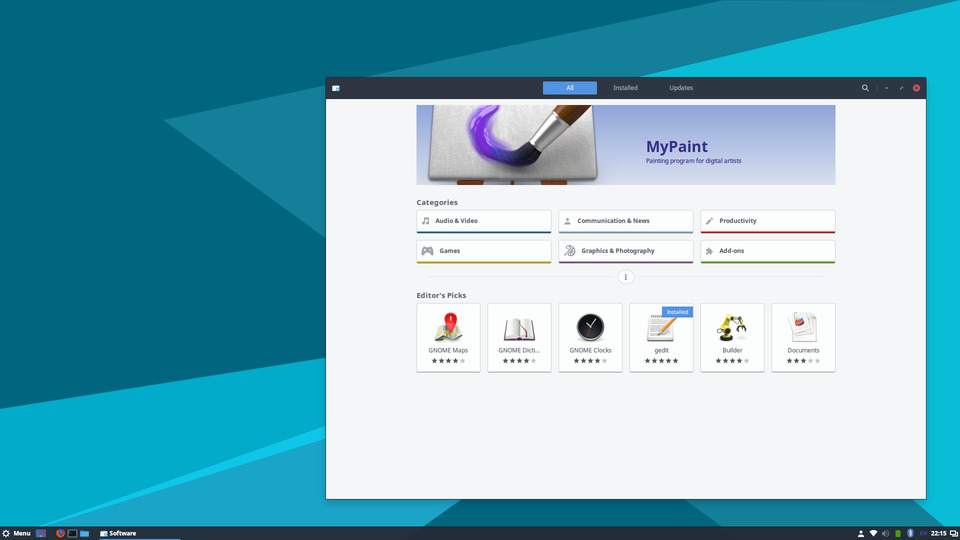 All Installed Updates
MyPaint
Painting program for digital artists
Categories
Audio & Video Communication & News Productivity
Games Graphics & Photography Add-ons
Editor's Picks
Installed
GNOME Maps GNOME Dicti... GNOME Clocks gedit Builder Documents
Menu Software 22:15